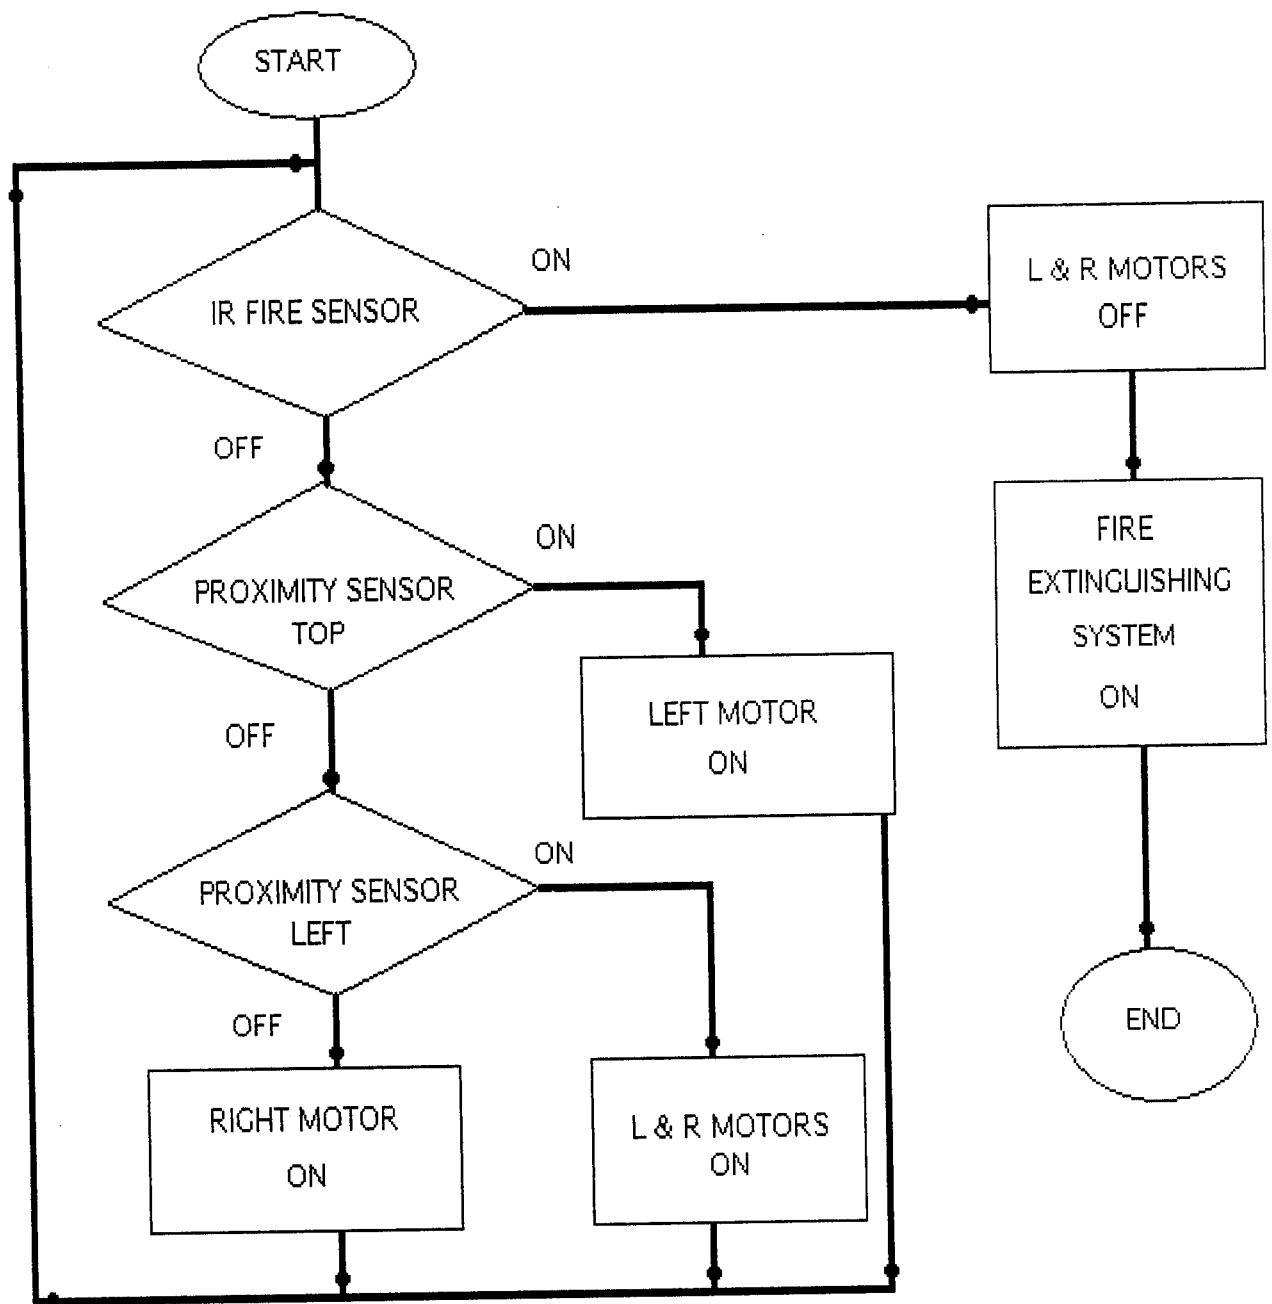 START
ON
IR FIRE SENSOR
L & R MOTORS
OFF
OFF
ON
PROXIMITY SENSOR
TOP
FIRE
EXTINGUISHING
SYSTEM
ON
OFF
LEFT MOTOR
ON
ON
PROXIMITY SENSOR
LEFT
OFF
END
RIGHT MOTOR
ON
L & R MOTORS
ON